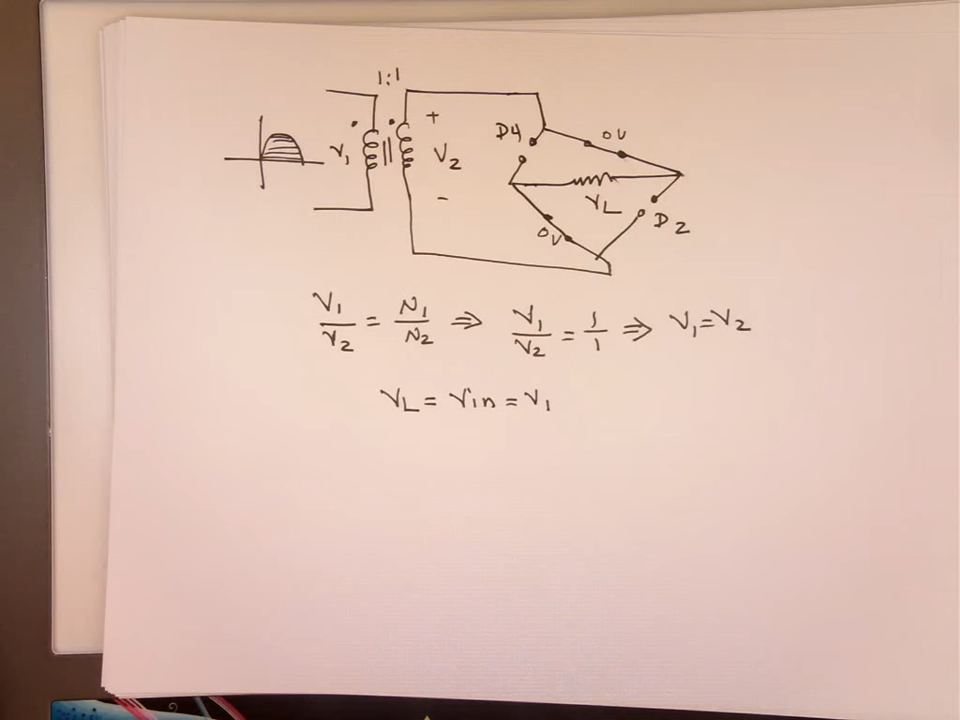 1:1
D4
0V
+
V1
V2
-
VL
D2
0V
V1/V2 = N1/N2 ⇒ V1/V2 = 1/1 ⇒ V1=V2
VL = Vin = V1